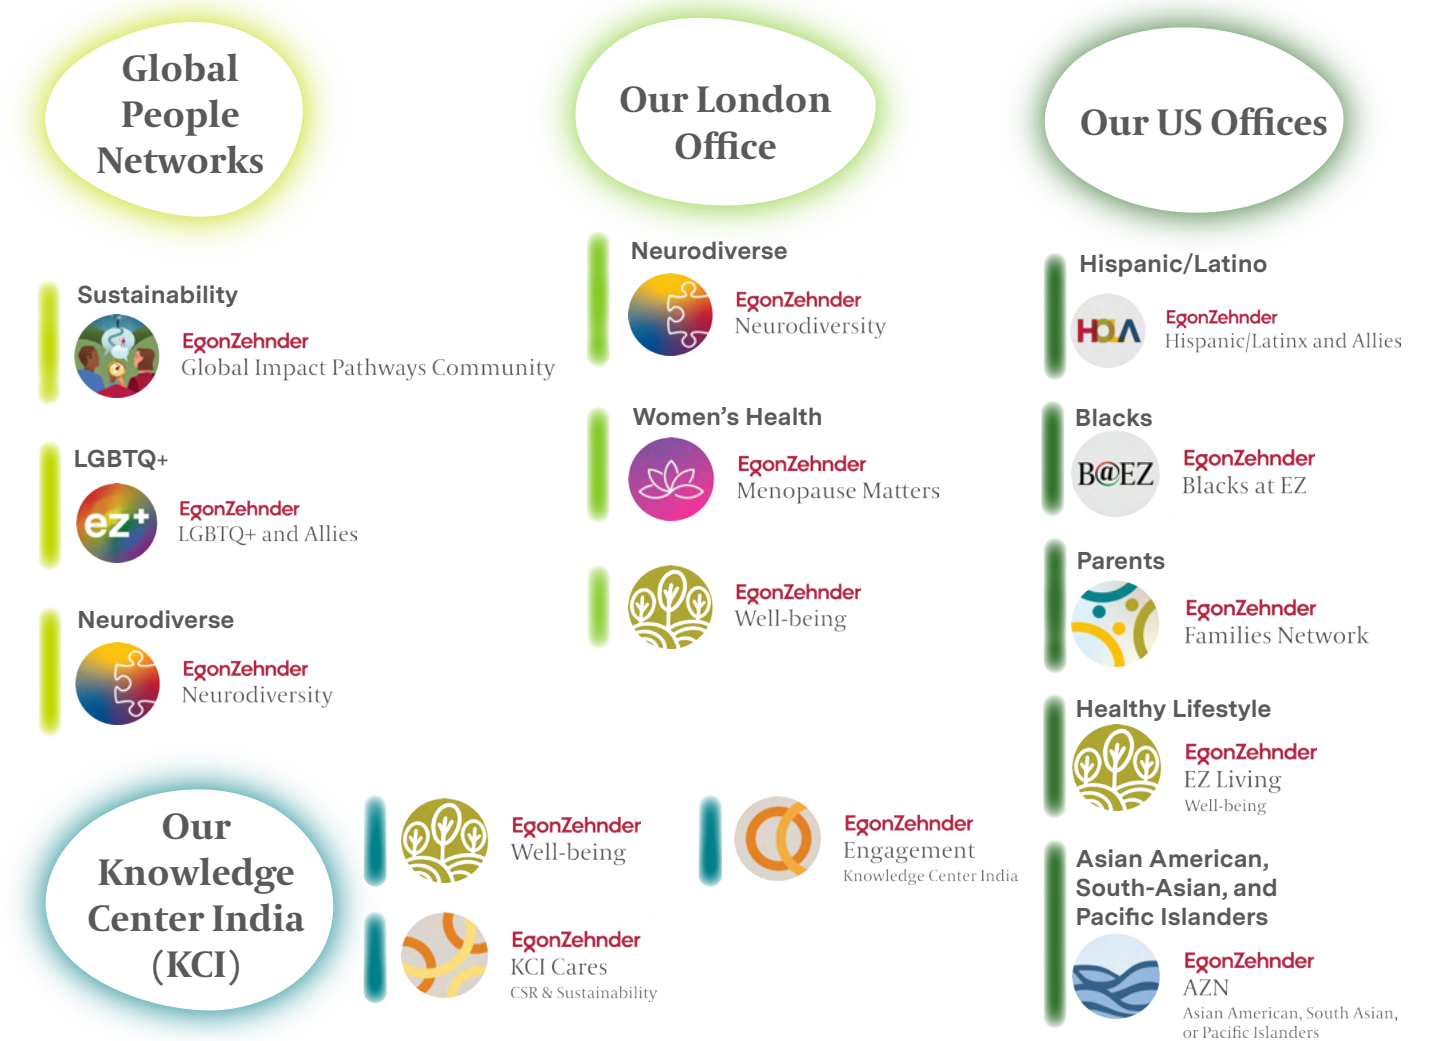 Global
People
Networks
Sustainability
EgonZehnder
Global Impact Pathways Community
LGBTQ+
ez+
EgonZehnder
LGBTQ+ and Allies
Neurodiverse
EgonZehnder
Neurodiversity
Our London
Office
Neurodiverse
EgonZehnder
Neurodiversity
Women's Health
EgonZehnder
Menopause Matters
EgonZehnder
Well-being
Our US Offices
Hispanic/Latino
HOLA
EgonZehnder
Hispanic/Latinx and Allies
Blacks
B@EZ
EgonZehnder
Blacks at EZ
Parents
EgonZehnder
Families Network
Healthy Lifestyle
EgonZehnder
EZ Living
Well-being
Asian American,
South-Asian, and
Pacific Islanders
EgonZehnder
AZN
Asian American, South Asian,
or Pacific Islanders
Our
Knowledge
Center India
(KCI)
EgonZehnder
Well-being
EgonZehnder
KCI Cares
CSR & Sustainability
EgonZehnder
Engagement
Knowledge Center India